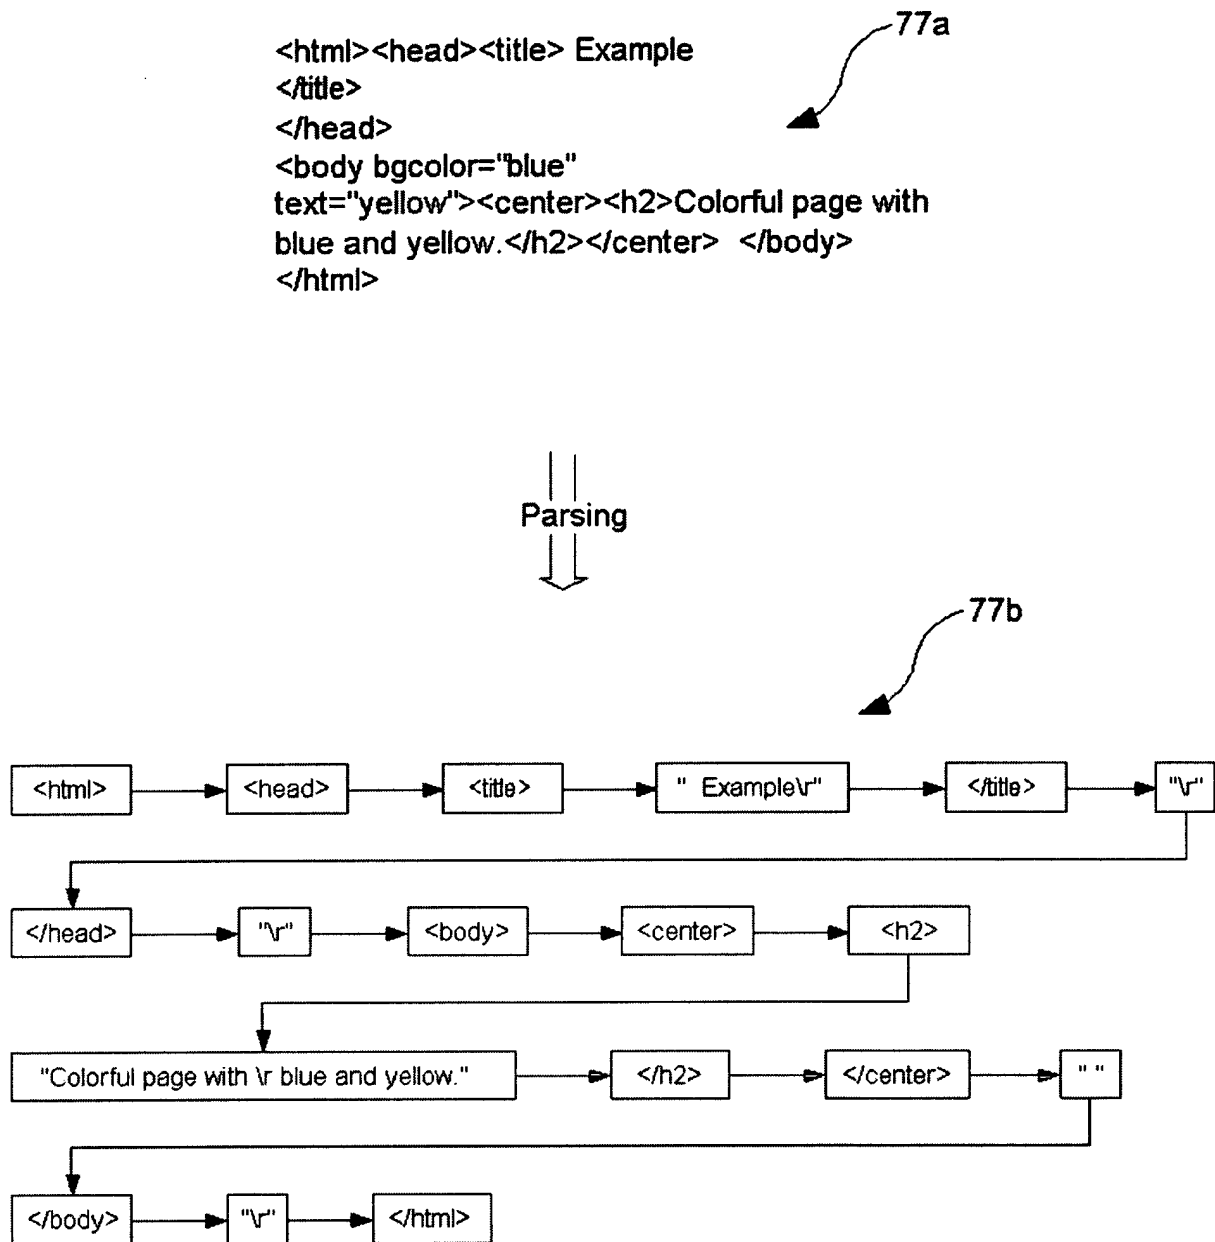 77a
<html><head><title> Example
</title>
</head>
<body bgcolor="blue"
text="yellow"><center><h2>Colorful page with
blue and yellow.</h2></center>  </body>
</html>
Parsing
77b
<html> <head> <title> "  Example\r" </title> "\r"
</head> "\r" <body> <center> <h2>
"Colorful page with \r blue and yellow." </h2> </center> " "
</body> "\r" </html>